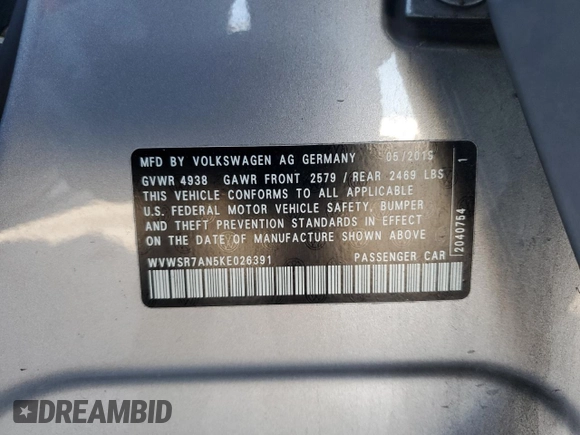 MFD BY VOLKSWAGEN AG GERMANY 05/2015
GVWR 4938 GAWR FRONT 2579 / REAR 2469 LBS
THIS VEHICLE CONFORMS TO ALL APPLICABLE
U.S. FEDERAL MOTOR VEHICLE SAFETY, BUMPER
AND THEFT PREVENTION STANDARDS IN EFFECT
ON THE DATE OF MANUFACTURE SHOWN ABOVE
WVWSR7AN5KE026391 PASSENGER CAR
2040754 1
DREAMBID